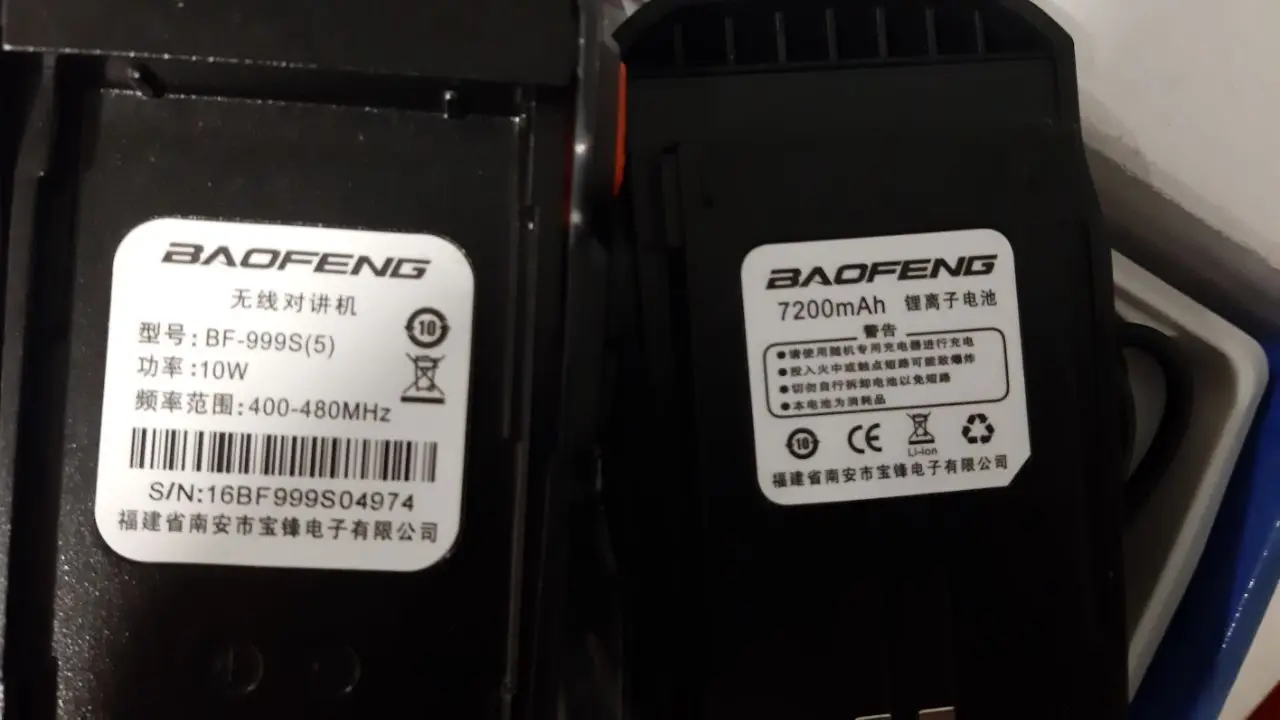 BAOFENG
无线对讲机
型号:BF-999S(5)
功率:10W
频率范围:400-480MHz
10
S/N:16BF999S04974
福建省南安市宝锋电子有限公司
BAOFENG
7200mAh 锂离子电池
警告
●请使用随机专用充电器进行充电
●投入火中或触点短路可能致爆炸
●切勿自行拆卸电池以免短路
●本电池为消耗品
10 CE
Li-ion
福建省南安市宝锋电子有限公司